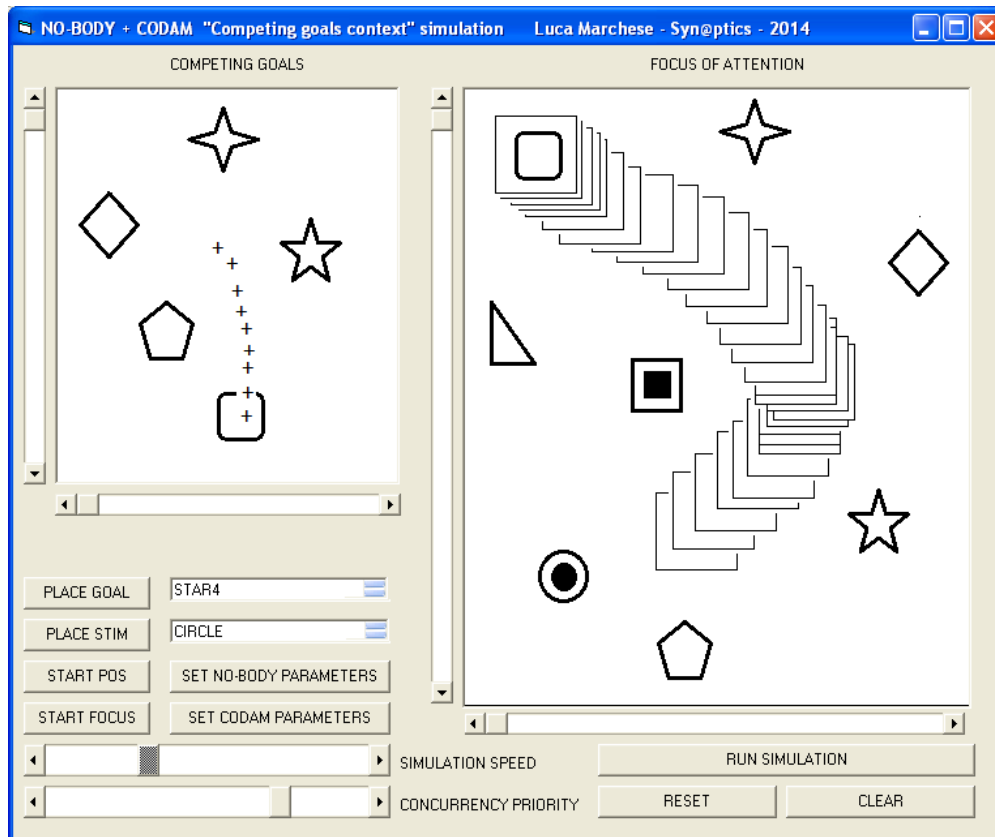 NO-BODY + CODAM "Competing goals context" simulation Luca Marchese - Syn@ptics - 2014
COMPETING GOALS
FOCUS OF ATTENTION
PLACE GOAL
STAR4
PLACE STIM
CIRCLE
START POS
SET NO-BODY PARAMETERS
START FOCUS
SET CODAM PARAMETERS
SIMULATION SPEED
RUN SIMULATION
CONCURRENCY PRIORITY
RESET
CLEAR